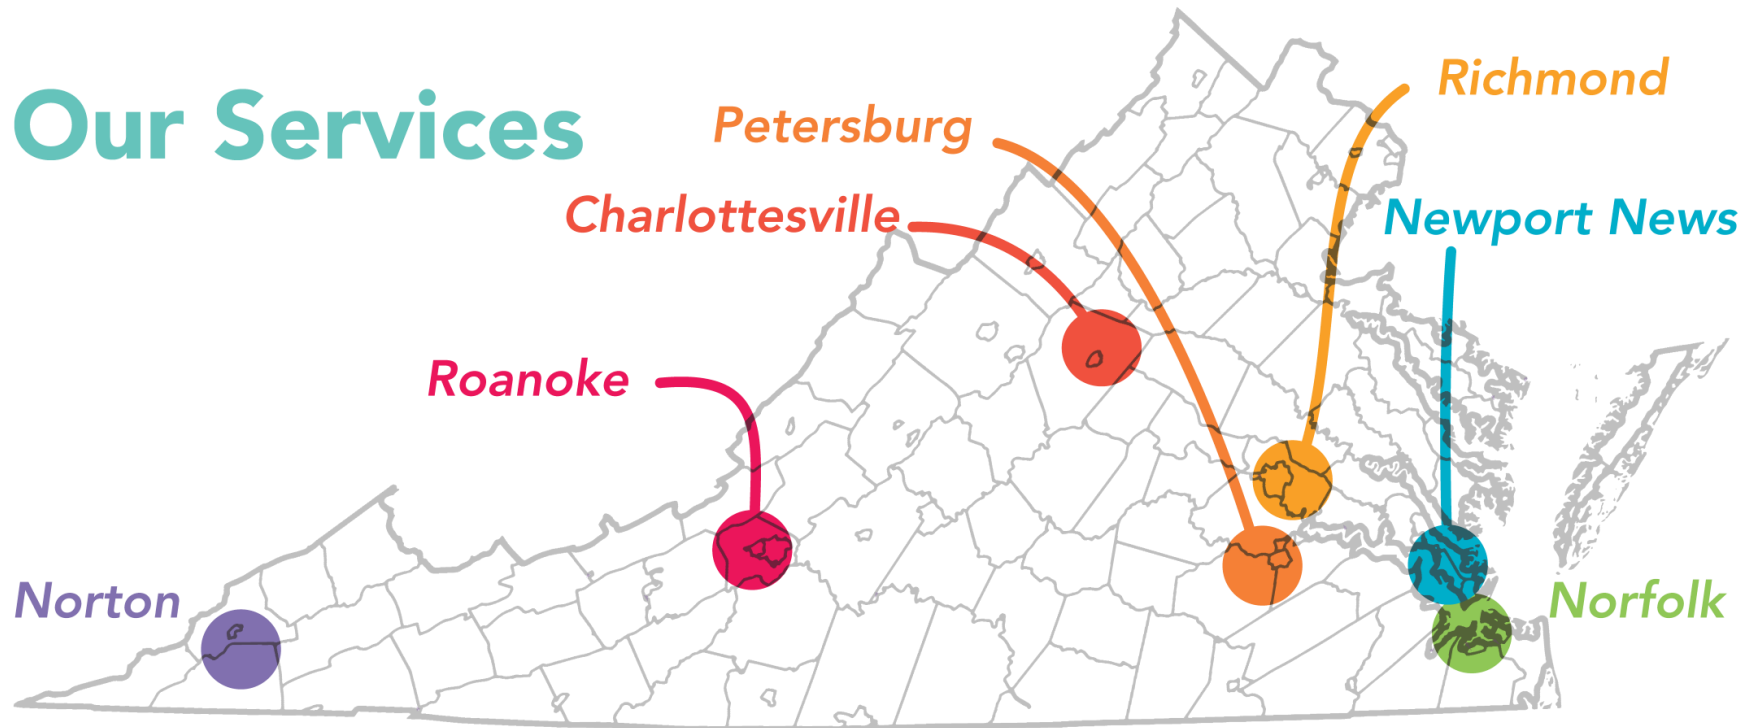 Our Services
Richmond
Petersburg
Charlottesville
Newport News
Roanoke
Norton
Norfolk